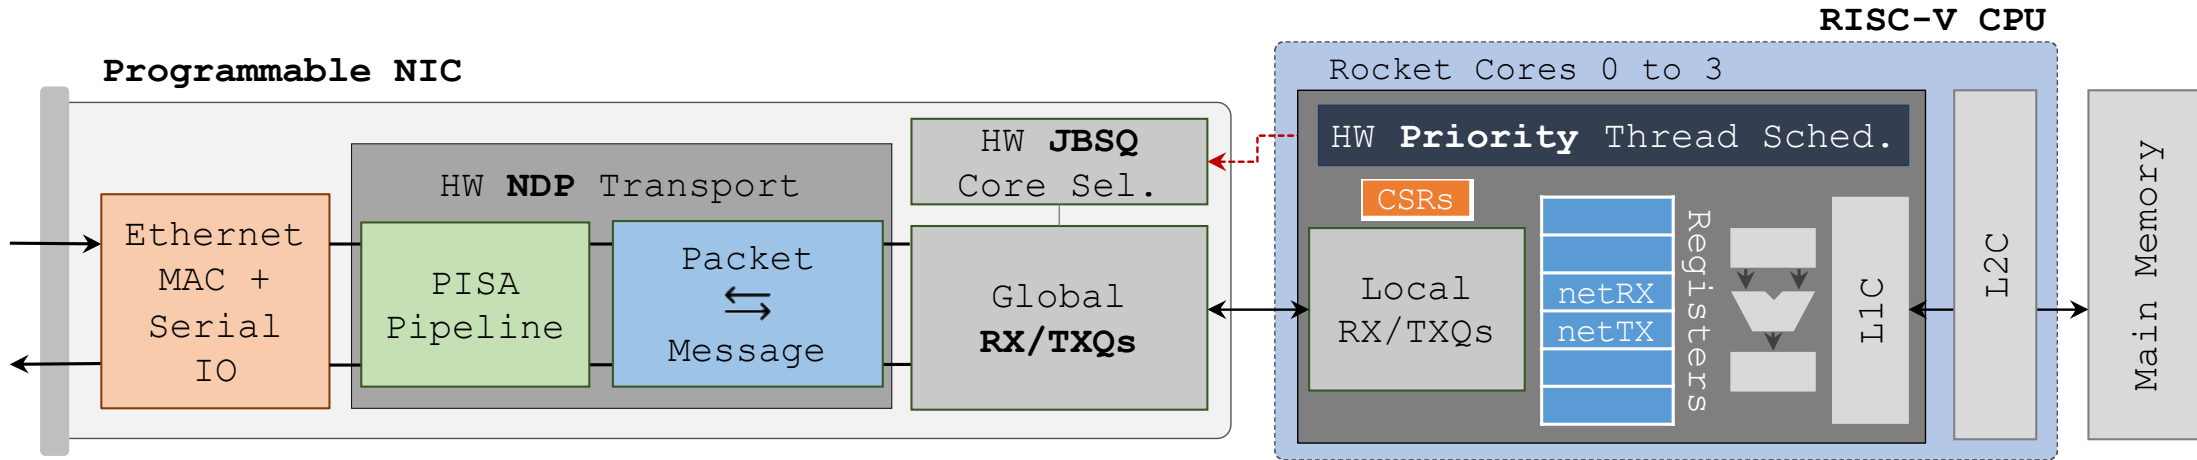 RISC-V CPU
Programmable NIC
Rocket Cores 0 to 3
HW JBSQ
Core Sel.
HW Priority Thread Sched.
HW NDP Transport
CSRs
Ethernet
MAC +
Serial
IO
PISA
Pipeline
Packet
Message
Global
RX/TXQs
Local
RX/TXQs
netRX
netTX
Registers
L1C
L2C
Main Memory